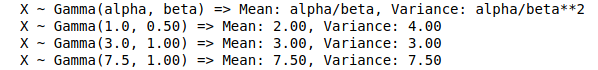 X ~ Gamma(alpha, beta) => Mean: alpha/beta, Variance: alpha/beta**2
X ~ Gamma(1.0, 0.50) => Mean: 2.00, Variance: 4.00
X ~ Gamma(3.0, 1.00) => Mean: 3.00, Variance: 3.00
X ~ Gamma(7.5, 1.00) => Mean: 7.50, Variance: 7.50